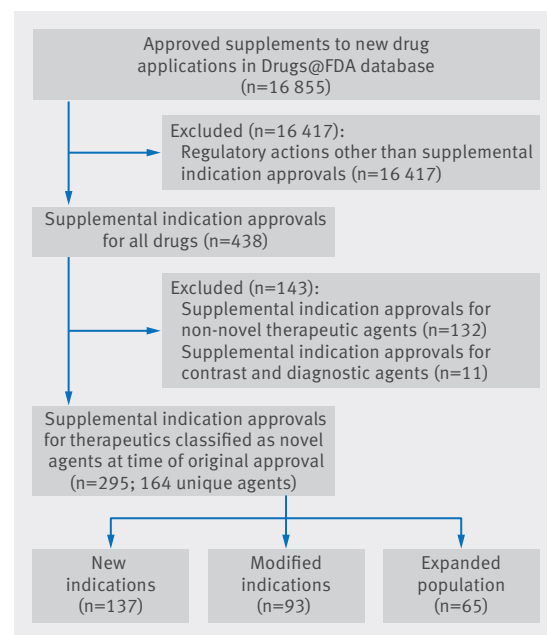 Approved supplements to new drug
applications in Drugs@FDA database
(n=16 855)
Excluded (n=16 417):
Regulatory actions other than supplemental
indication approvals (n=16 417)
Supplemental indication approvals
for all drugs (n=438)
Excluded (n=143):
Supplemental indication approvals for
non-novel therapeutic agents (n=132)
Supplemental indication approvals for
contrast and diagnostic agents (n=11)
Supplemental indication approvals
for therapeutics classified as novel
agents at time of original approval
(n=295; 164 unique agents)
New
indications
(n=137)
Modified
indications
(n=93)
Expanded
population
(n=65)